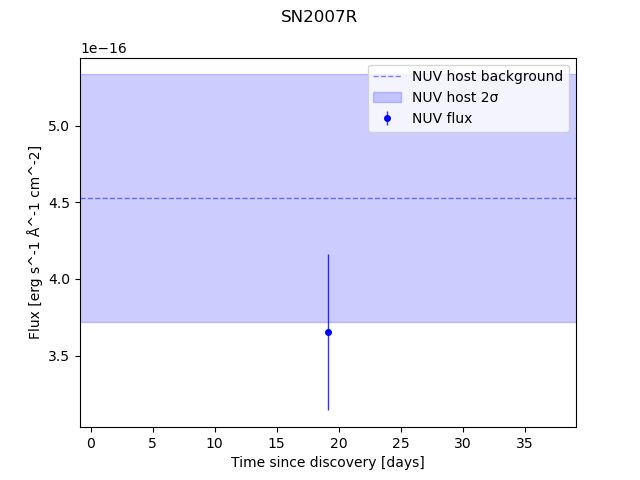 SN2007R
1e−16
NUV host background
NUV host 2σ
NUV flux
5.0
4.5
4.0
3.5
Flux [erg s^-1 Å^-1 cm^-2]
0 5 10 15 20 25 30 35
Time since discovery [days]